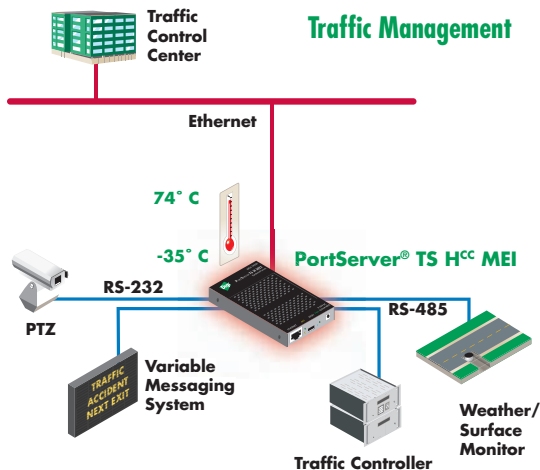 Traffic
Control
Center
Traffic Management
Ethernet
74° C
-35° C
PortServer® TS Hcc MEI
RS-232
RS-485
PTZ
TRAFFIC
ACCIDENT
NEXT EXIT
Variable
Messaging
System
Traffic Controller
Weather/
Surface
Monitor